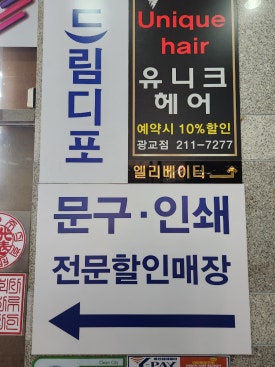 드림디포
Unique
hair
유니크
헤어
예약시 10%할인
광교점 211-7277
엘리베이터
문구·인쇄
전문할인매장